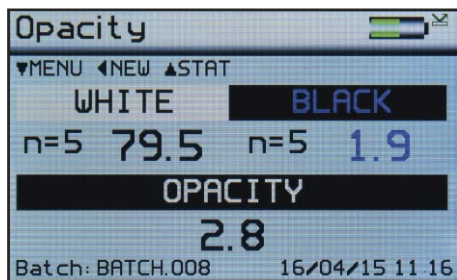 Opacity
▼MENU ◀NEW ▲STAT
WHITE BLACK
n=5 79.5 n=5 1.9
OPACITY
2.8
Batch: BATCH.008 16/04/15 11:16